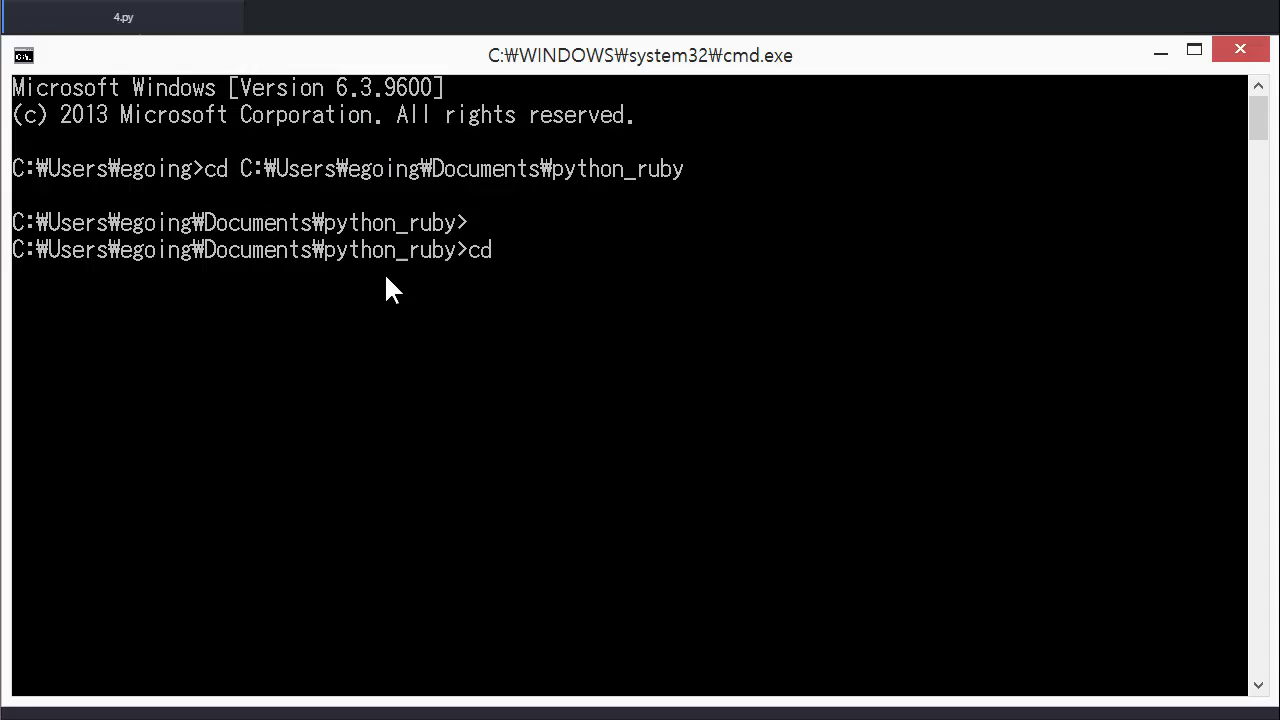 4.py
C:₩WINDOWS₩system32₩cmd.exe
Microsoft Windows [Version 6.3.9600]
(c) 2013 Microsoft Corporation. All rights reserved.
C:₩Users₩egoing>cd C:₩Users₩egoing₩Documents₩python_ruby
C:₩Users₩egoing₩Documents₩python_ruby>
C:₩Users₩egoing₩Documents₩python_ruby>cd